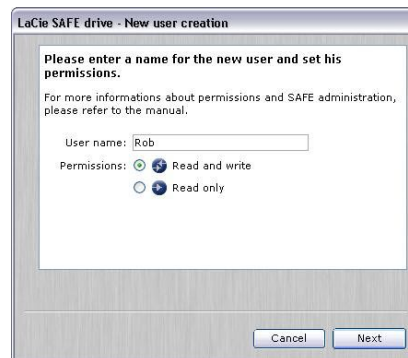 LaCie SAFE drive - New user creation
Please enter a name for the new user and set his
permissions.
For more informations about permissions and SAFE administration,
please refer to the manual.
User name: Rob
Permissions: Read and write
Read only
Cancel Next